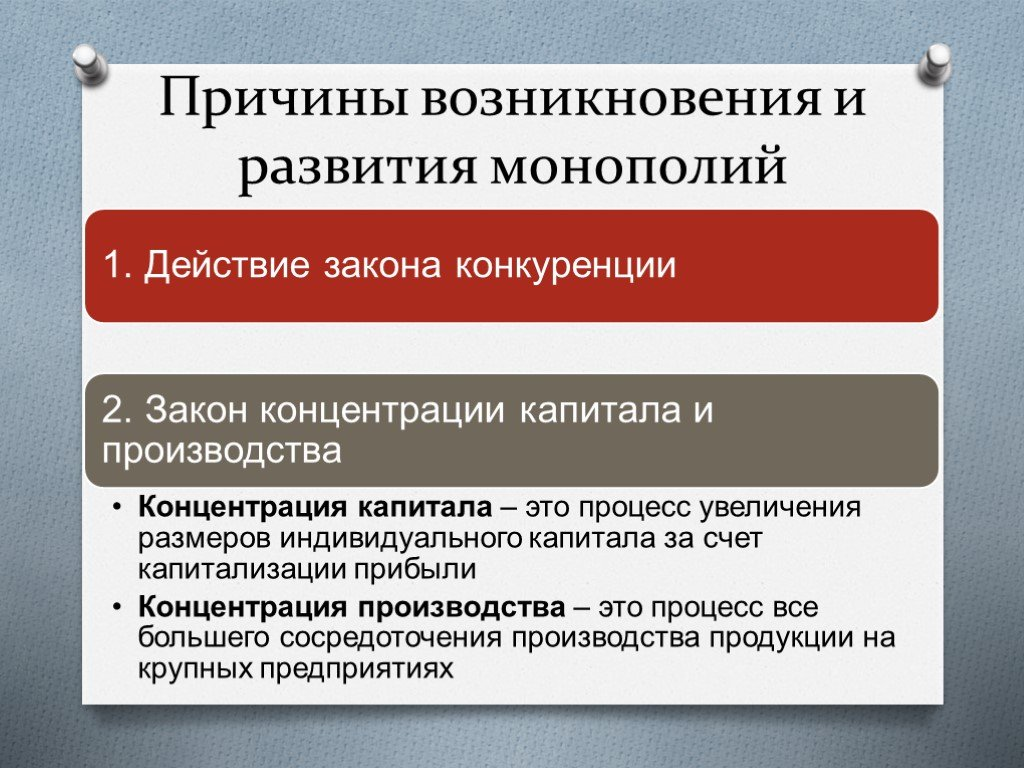 Причины возникновения и
развития монополий
1. Действие закона конкуренции
2. Закон концентрации капитала и
производства
• Концентрация капитала – это процесс увеличения
размеров индивидуального капитала за счет
капитализации прибыли
• Концентрация производства – это процесс все
большего сосредоточения производства продукции на
крупных предприятиях